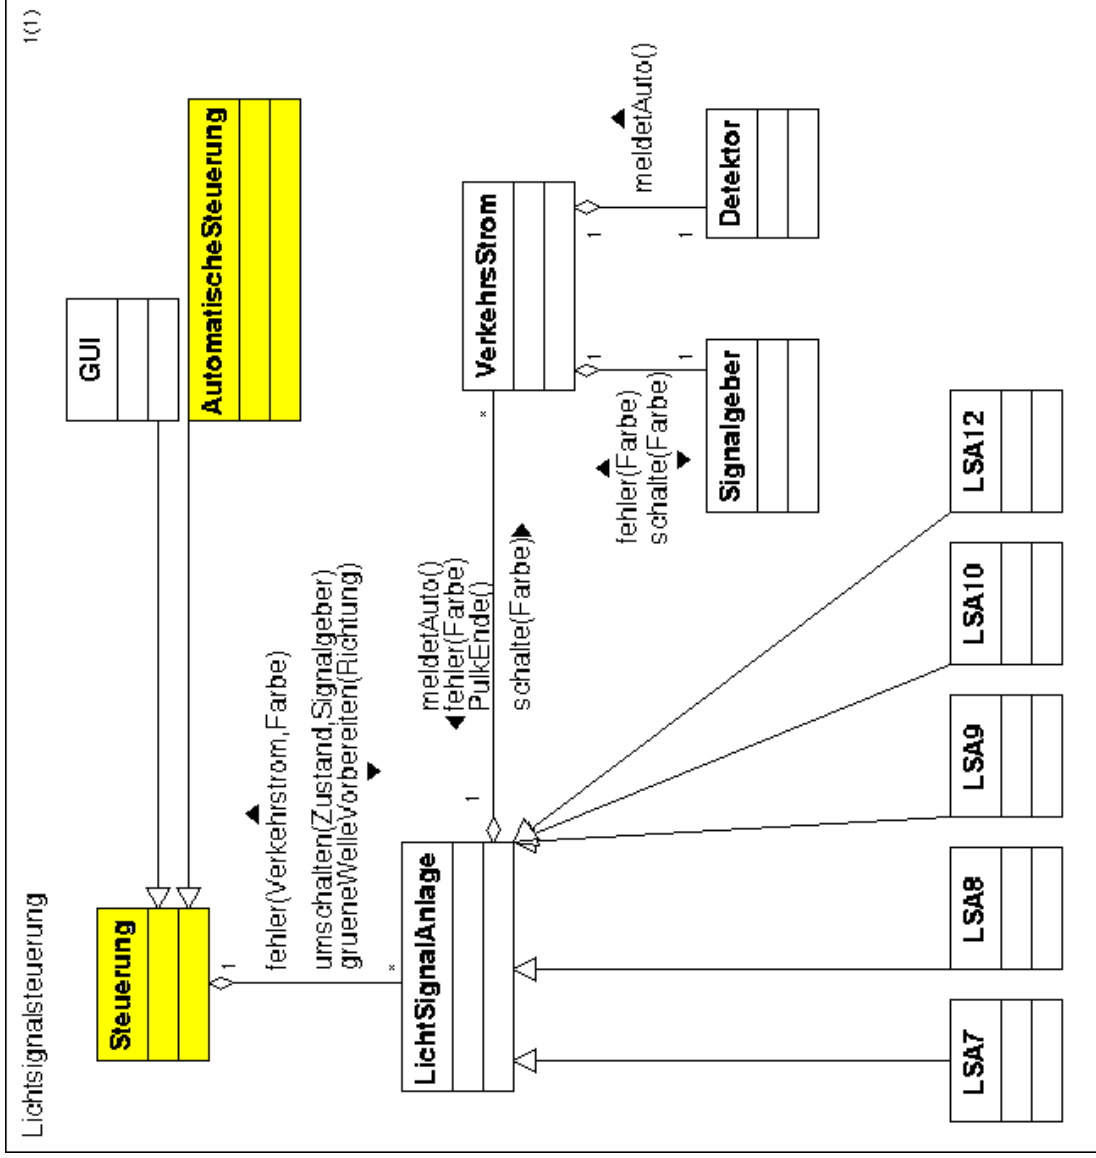 Lichtsignalsteuerung
1(1)
Steuerung
GUI
AutomatischeSteuerung
1
fehler(Verkehrstrom,Farbe)
umschalten(Zustand,Signalgeber)
grueneWelleVorbereiten(Richtung)
*
LichtSignalAnlage
1
meldetAuto()
fehler(Farbe)
PulkEnde()
schalte(Farbe)
*
VerkehrsStrom
1
1
fehler(Farbe)
schalte(Farbe)
meldetAuto()
1
1
Signalgeber
Detektor
LSA7
LSA8
LSA9
LSA10
LSA12